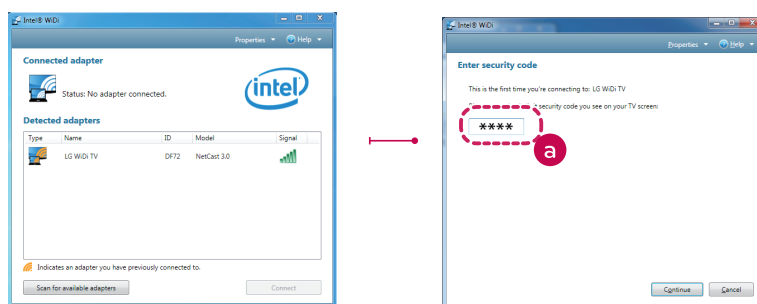 Intel® WiDi
Properties Help
Connected adapter
Status: No adapter connected.
intel
Detected adapters
Type Name ID Model Signal
LG WiDi TV DF72 NetCast 3.0
Indicates an adapter you have previously connected to.
Scan for available adapters Connect
Intel® WiDi
Properties Help
Enter security code
This is the first time you're connecting to: LG WiDi TV
security code you see on your TV screen:
****
a
Continue Cancel